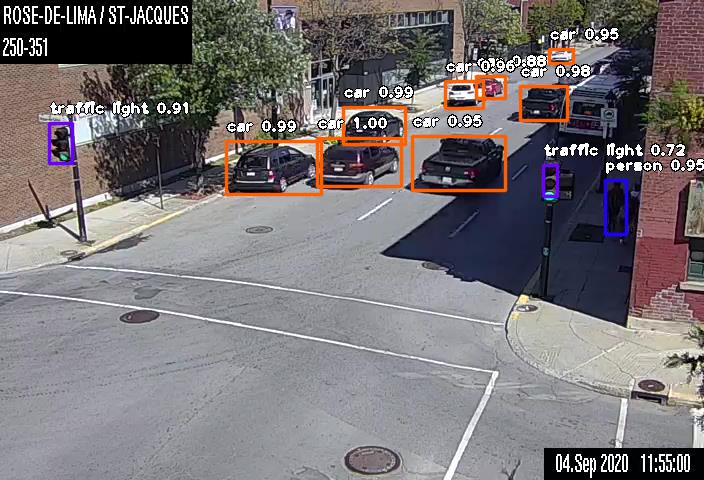 ROSE-DE-LIMA / ST-JACQUES
250-351
car 0.95
car 0.96
0.88
car 0.98
car 0.99
traffic light 0.91
car 0.99
car 1.00
car 0.95
traffic light 0.72
person 0.95
04.Sep 2020 11:55:00